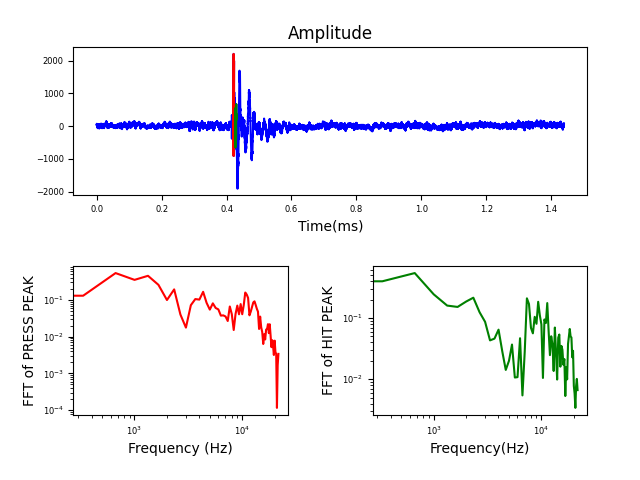 Amplitude
2000
1000
0
−1000
−2000
0.0 0.2 0.4 0.6 0.8 1.0 1.2 1.4
Time(ms)
FFT of PRESS PEAK
10⁻¹
10⁻²
10⁻³
10⁻⁴
10³ 10⁴
Frequency (Hz)
FFT of HIT PEAK
10⁻¹
10⁻²
10³ 10⁴
Frequency(Hz)